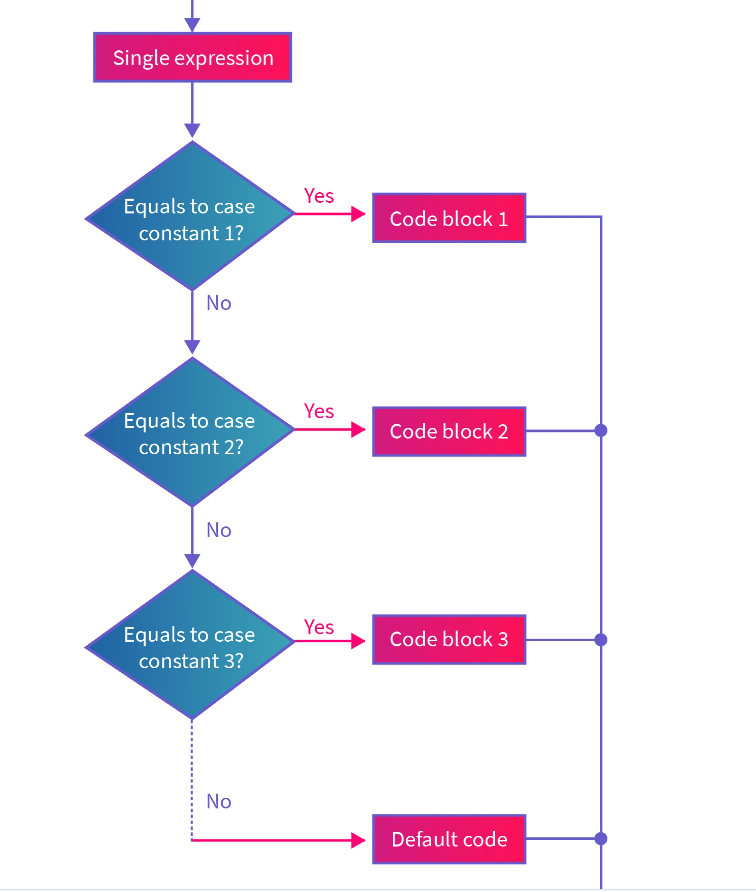 Single expression
Equals to case
constant 1?
Yes
Code block 1
No
Equals to case
constant 2?
Yes
Code block 2
No
Equals to case
constant 3?
Yes
Code block 3
No
Default code